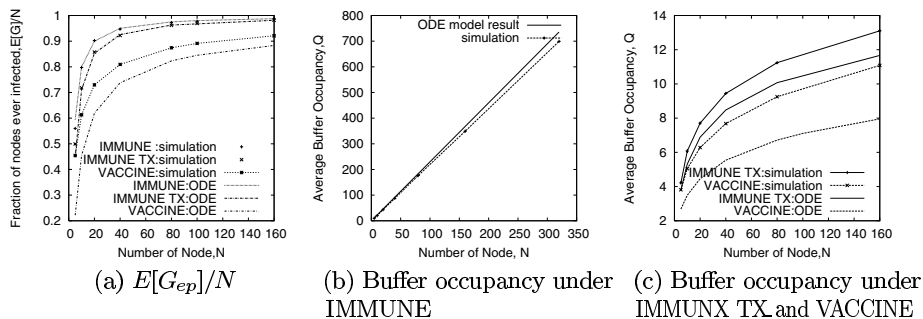 Fraction of nodes ever infected,E[G]/N
1
0.9
0.8
0.7
0.6
0.5
0.4
0.3
0.2
IMMUNE :simulation
IMMUNE TX:simulation
VACCINE:simulation
IMMUNE:ODE
IMMUNE TX:ODE
VACCINE:ODE
0 20 40 60 80 100 120 140 160
Number of Node,N
(a) E[G_ep]/N
Average Buffer Occupancy,Q
800
700
600
500
400
300
200
100
0
ODE model result
simulation
0 50 100 150 200 250 300 350
Number of Node, N
(b) Buffer occupancy under
IMMUNE
Average Buffer Occupancy, Q
14
12
10
8
6
4
2
IMMUNE_TX:simulation
VACCINE:simulation
IMMUNE_TX:ODE
VACCINE:ODE
0 20 40 60 80 100 120 140 160
Number of Node,N
(c) Buffer occupancy under
IMMUNX TX and VACCINE